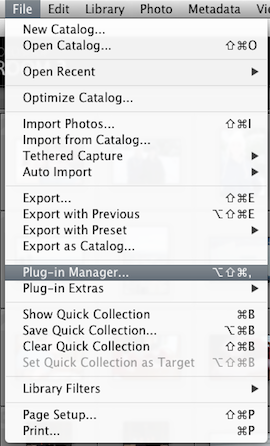 File Edit Library Photo Metadata Vi
New Catalog...
Open Catalog... ⇧⌘O
Open Recent ▶
Optimize Catalog...
Import Photos... ⇧⌘I
Import from Catalog...
Tethered Capture ▶
Auto Import ▶
Export... ⇧⌘E
Export with Previous ⌥⇧⌘E
Export with Preset ▶
Export as Catalog...
Plug-in Manager... ⌥⇧⌘,
Plug-in Extras ▶
Show Quick Collection ⌘B
Save Quick Collection... ⌥⌘B
Clear Quick Collection ⇧⌘B
Set Quick Collection as Target ⌥⇧⌘B
Library Filters ▶
Page Setup... ⇧⌘P
Print... ⌘P